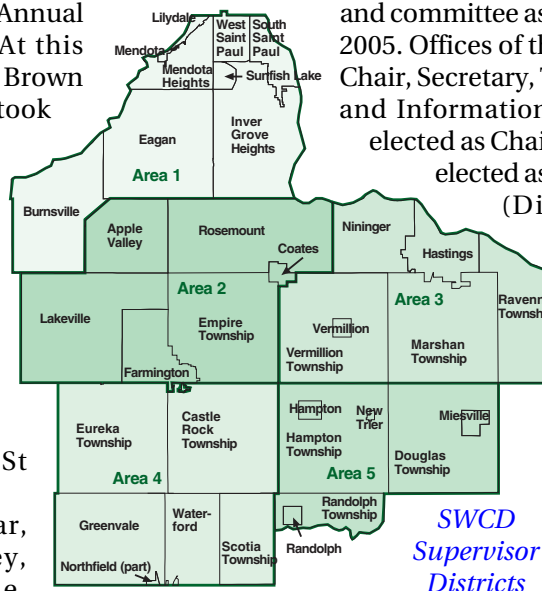 Annual
At this
Brown
took
and committee as
2005. Offices of th
Chair, Secretary, T
and Information
elected as Chai
elected as
(Di
Lilydale
West
Saint
Paul
South
Saint
Paul
Mendota
Mendota
Heights
Sunfish Lake
Eagan
Inver
Grove
Heights
Area 1
Burnsville
Apple
Valley
Rosemount
Coates
Nininger
Hastings
Area 2
Area 3
Lakeville
Empire
Township
Farmington
Vermillion
Vermillion
Township
Marshan
Township
Ravenn
Townsh
Eureka
Township
Castle
Rock
Township
Area 4
Hampton
New
Trier
Miesville
Hampton
Township
Douglas
Township
Area 5
Greenvale
Water-
ford
Scotia
Township
Northfield (part)
Randolph
Township
Randolph
St
ar,
ey,
e
SWCD
Supervisor
Districts